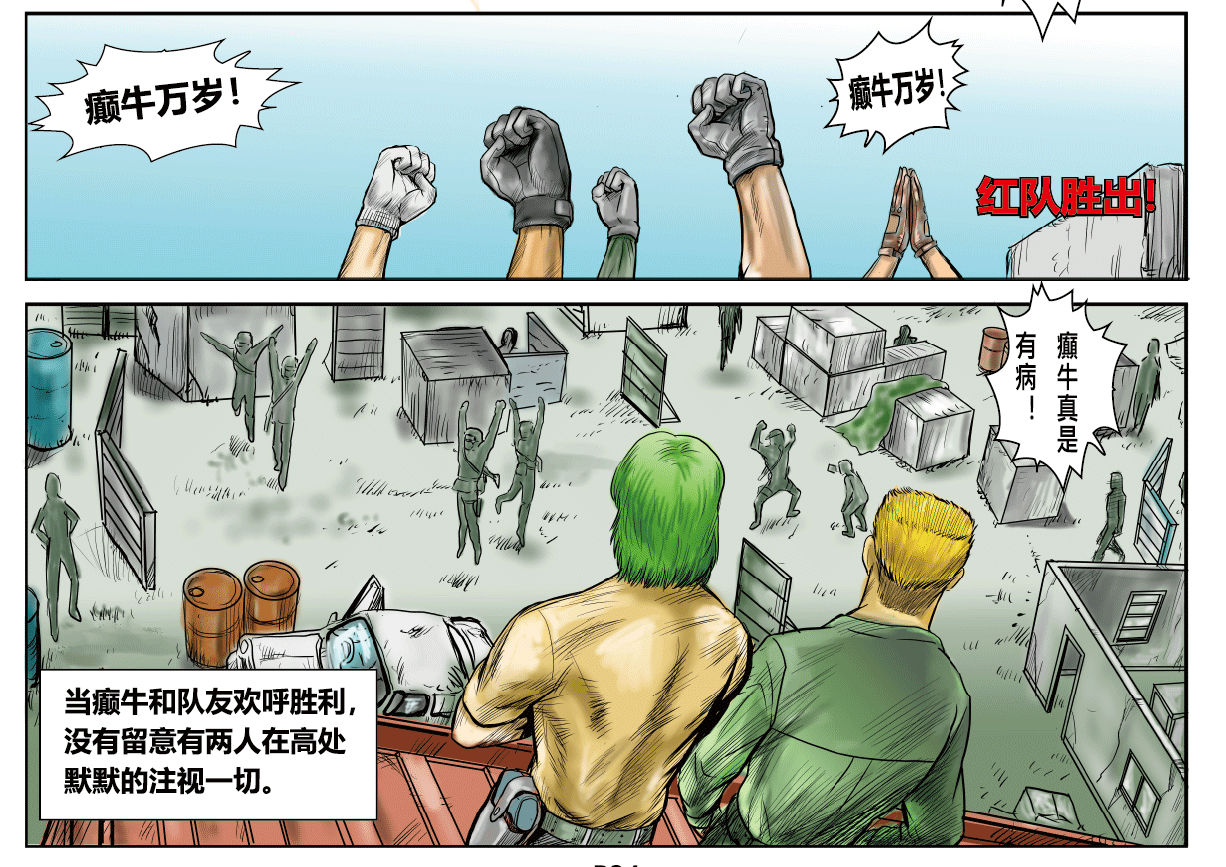 癫牛万岁!
癫牛万岁!
红队胜出!
癫牛真是
有病!
当癫牛和队友欢呼胜利,
没有留意有两人在高处
默默的注视一切。